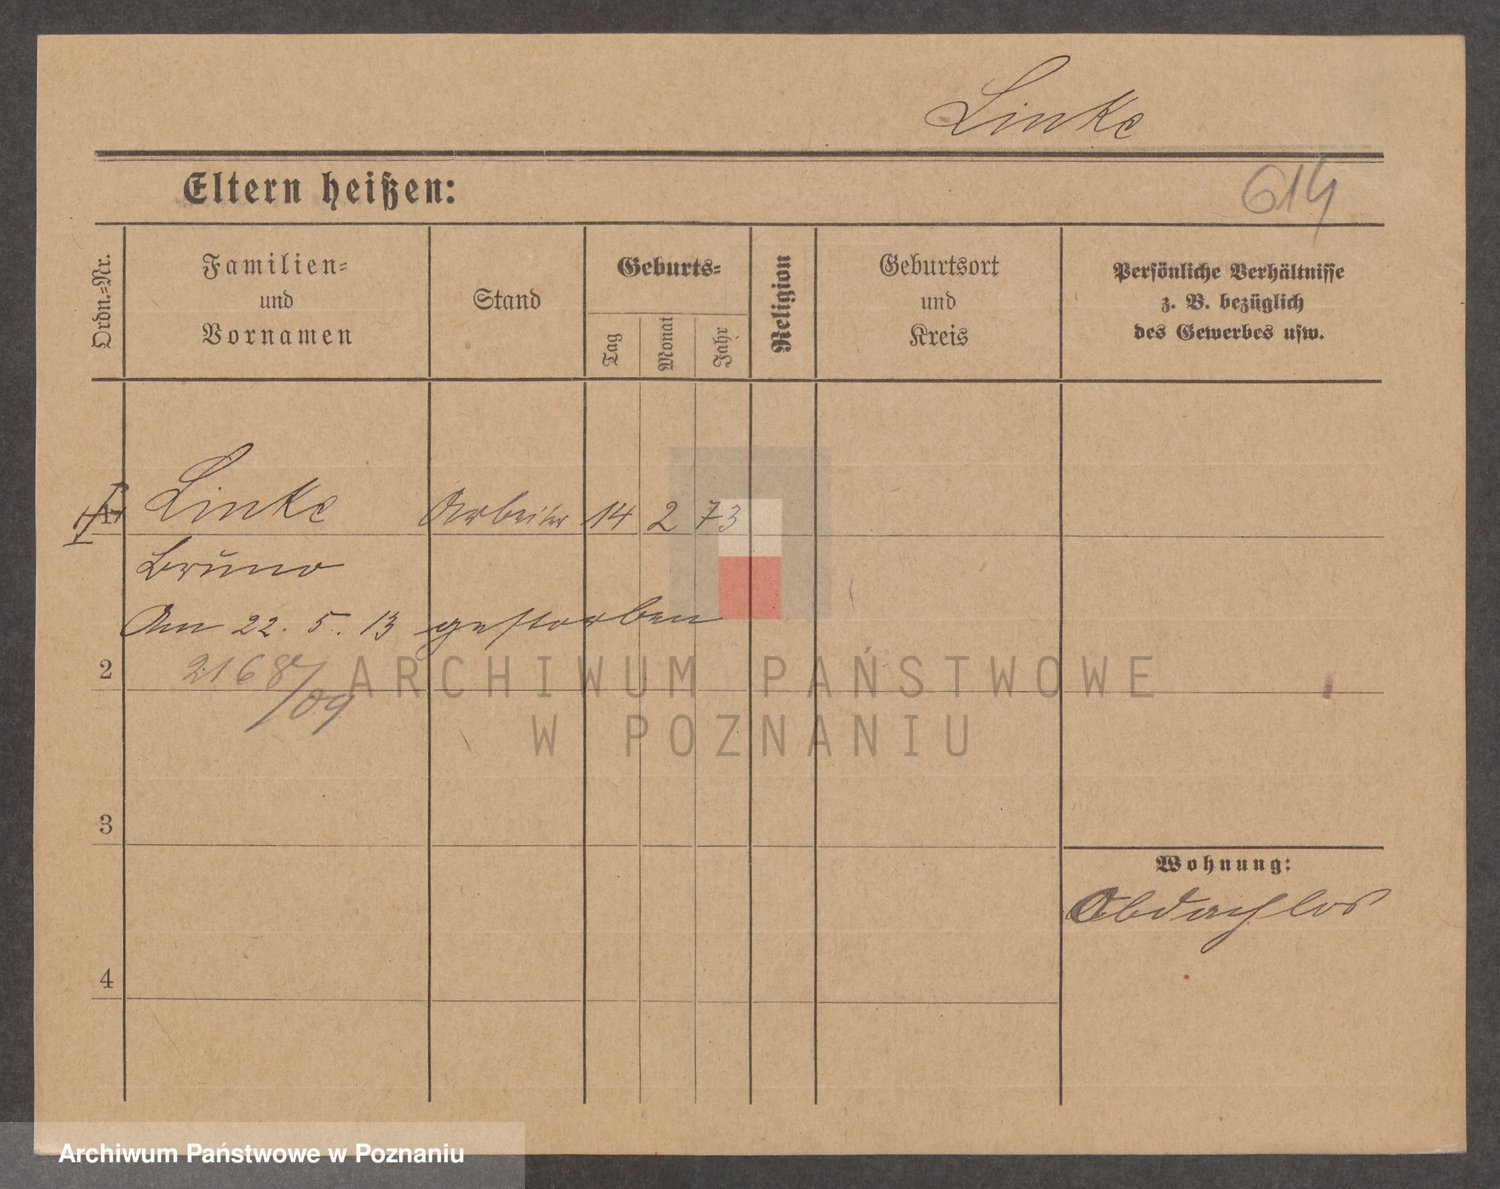 Linke
Eltern heißen:
614
Ordn.-Nr.
Familien-
und
Vornamen
Stand
Geburts-
Tag
Monat
Jahr
Religion
Geburtsort
und
Kreis
Persönliche Verhältnisse
z. B. bezüglich
des Gewerbes usw.
Linke Arbeiter 14 2 73
Bruno
Am 22. 5. 13 gestorben
2
2168/09
3
Wohnung:
Obdachlos
4
ARCHIWUM PAŃSTWOWE
W POZNANIU
Archiwum Państwowe w Poznaniu